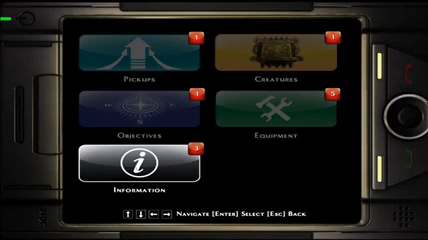 1
1
Pickups
Creatures
1
5
S
Objectives
Equipment
3
i
Information
↑ ↓ ← → Navigate [Enter] Select [Esc] Back